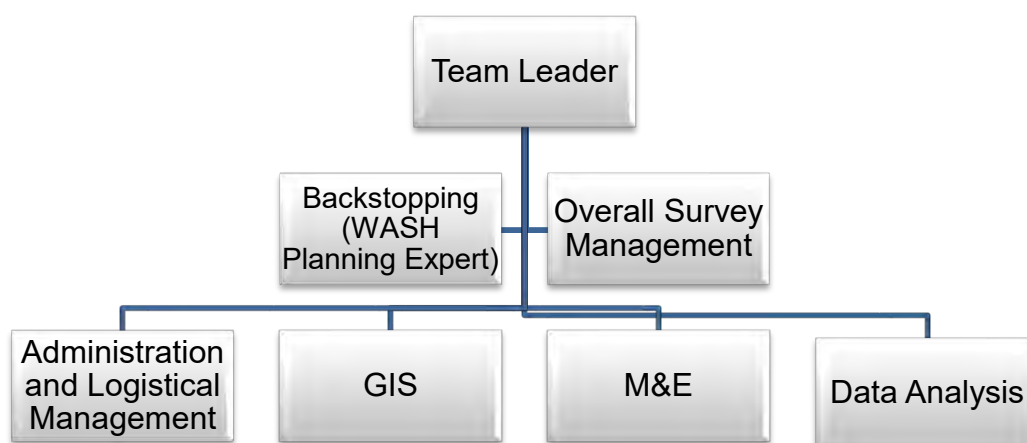 Team Leader
Backstopping
(WASH
Planning Expert)
Overall Survey
Management
Administration
and Logistical
Management
GIS
M&E
Data Analysis